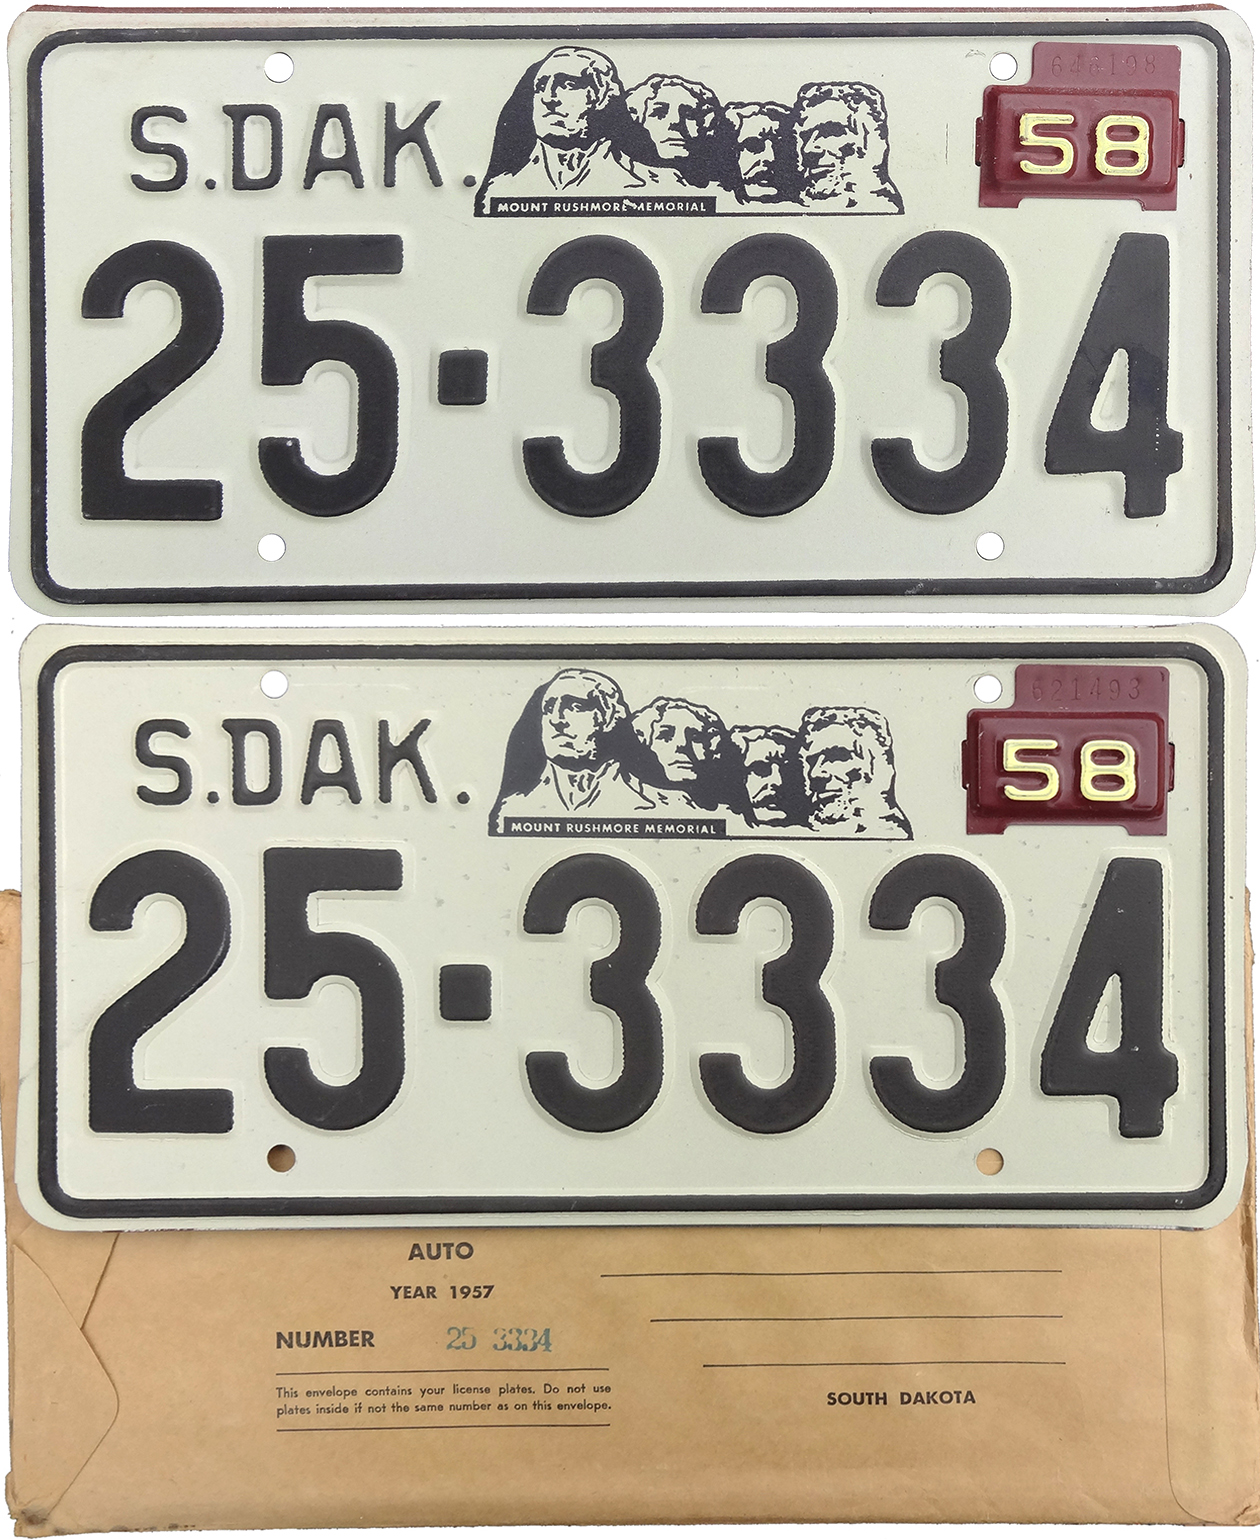 646198
S.DAK.
58
MOUNT RUSHMORE MEMORIAL
25·3334
621493
S.DAK.
58
MOUNT RUSHMORE MEMORIAL
25·3334
AUTO
YEAR 1957
NUMBER 25 3334
This envelope contains your license plates. Do not use
plates inside if not the same number as on this envelope.
SOUTH DAKOTA